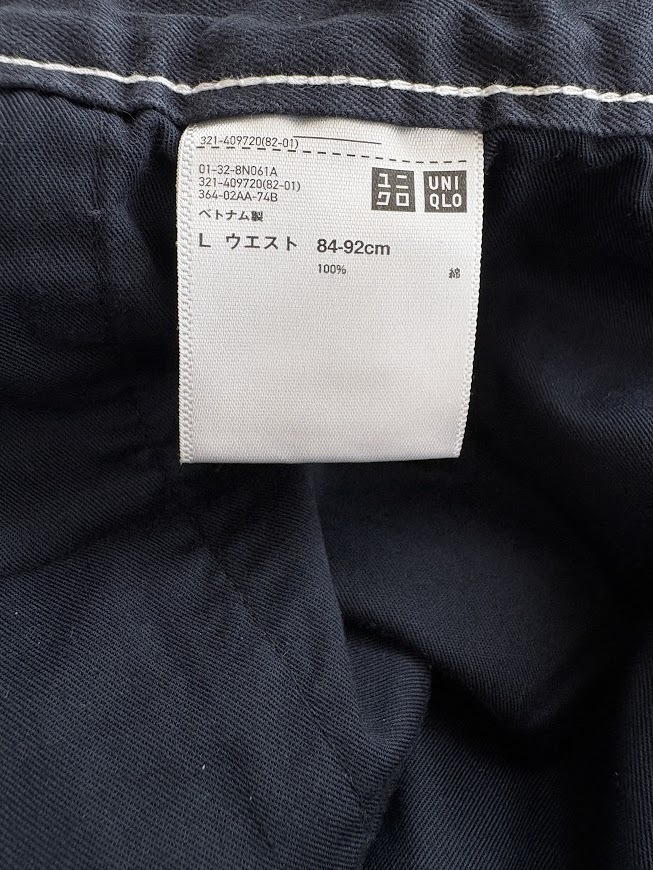 321-409720(82-01)
01-32-8N061A
321-409720(82-01)
364-02AA-74B
ユニ
クロ
UNI
QLO
ベトナム製
L ウエスト 84-92cm
100% 綿